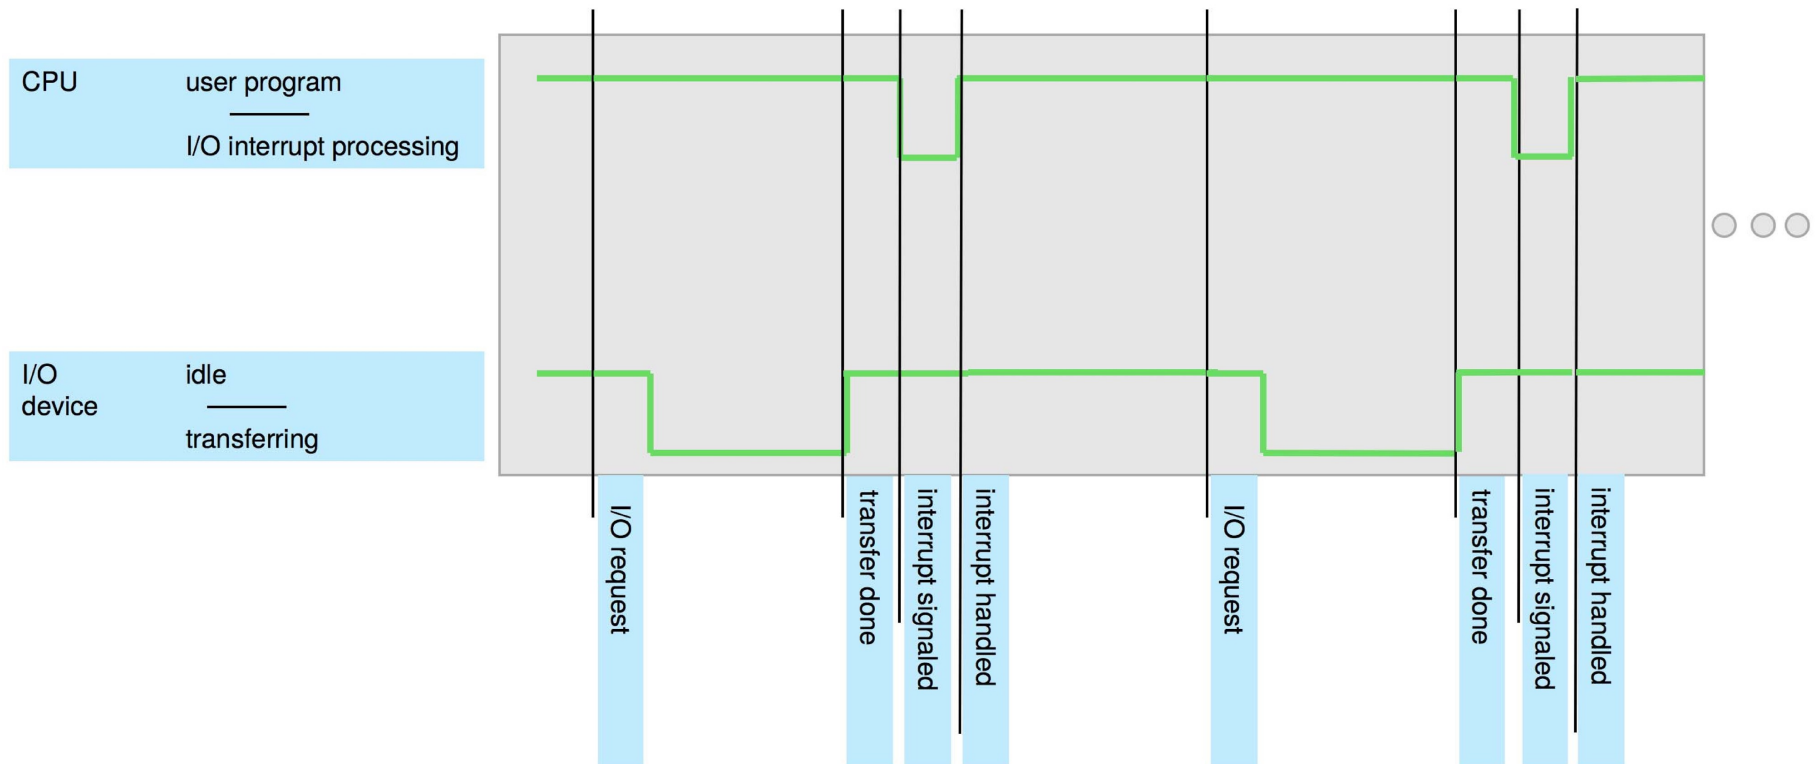 CPU
user program
I/O interrupt processing
I/O
device
idle
transferring
I/O request
transfer done
interrupt signaled
interrupt handled
I/O request
transfer done
interrupt signaled
interrupt handled